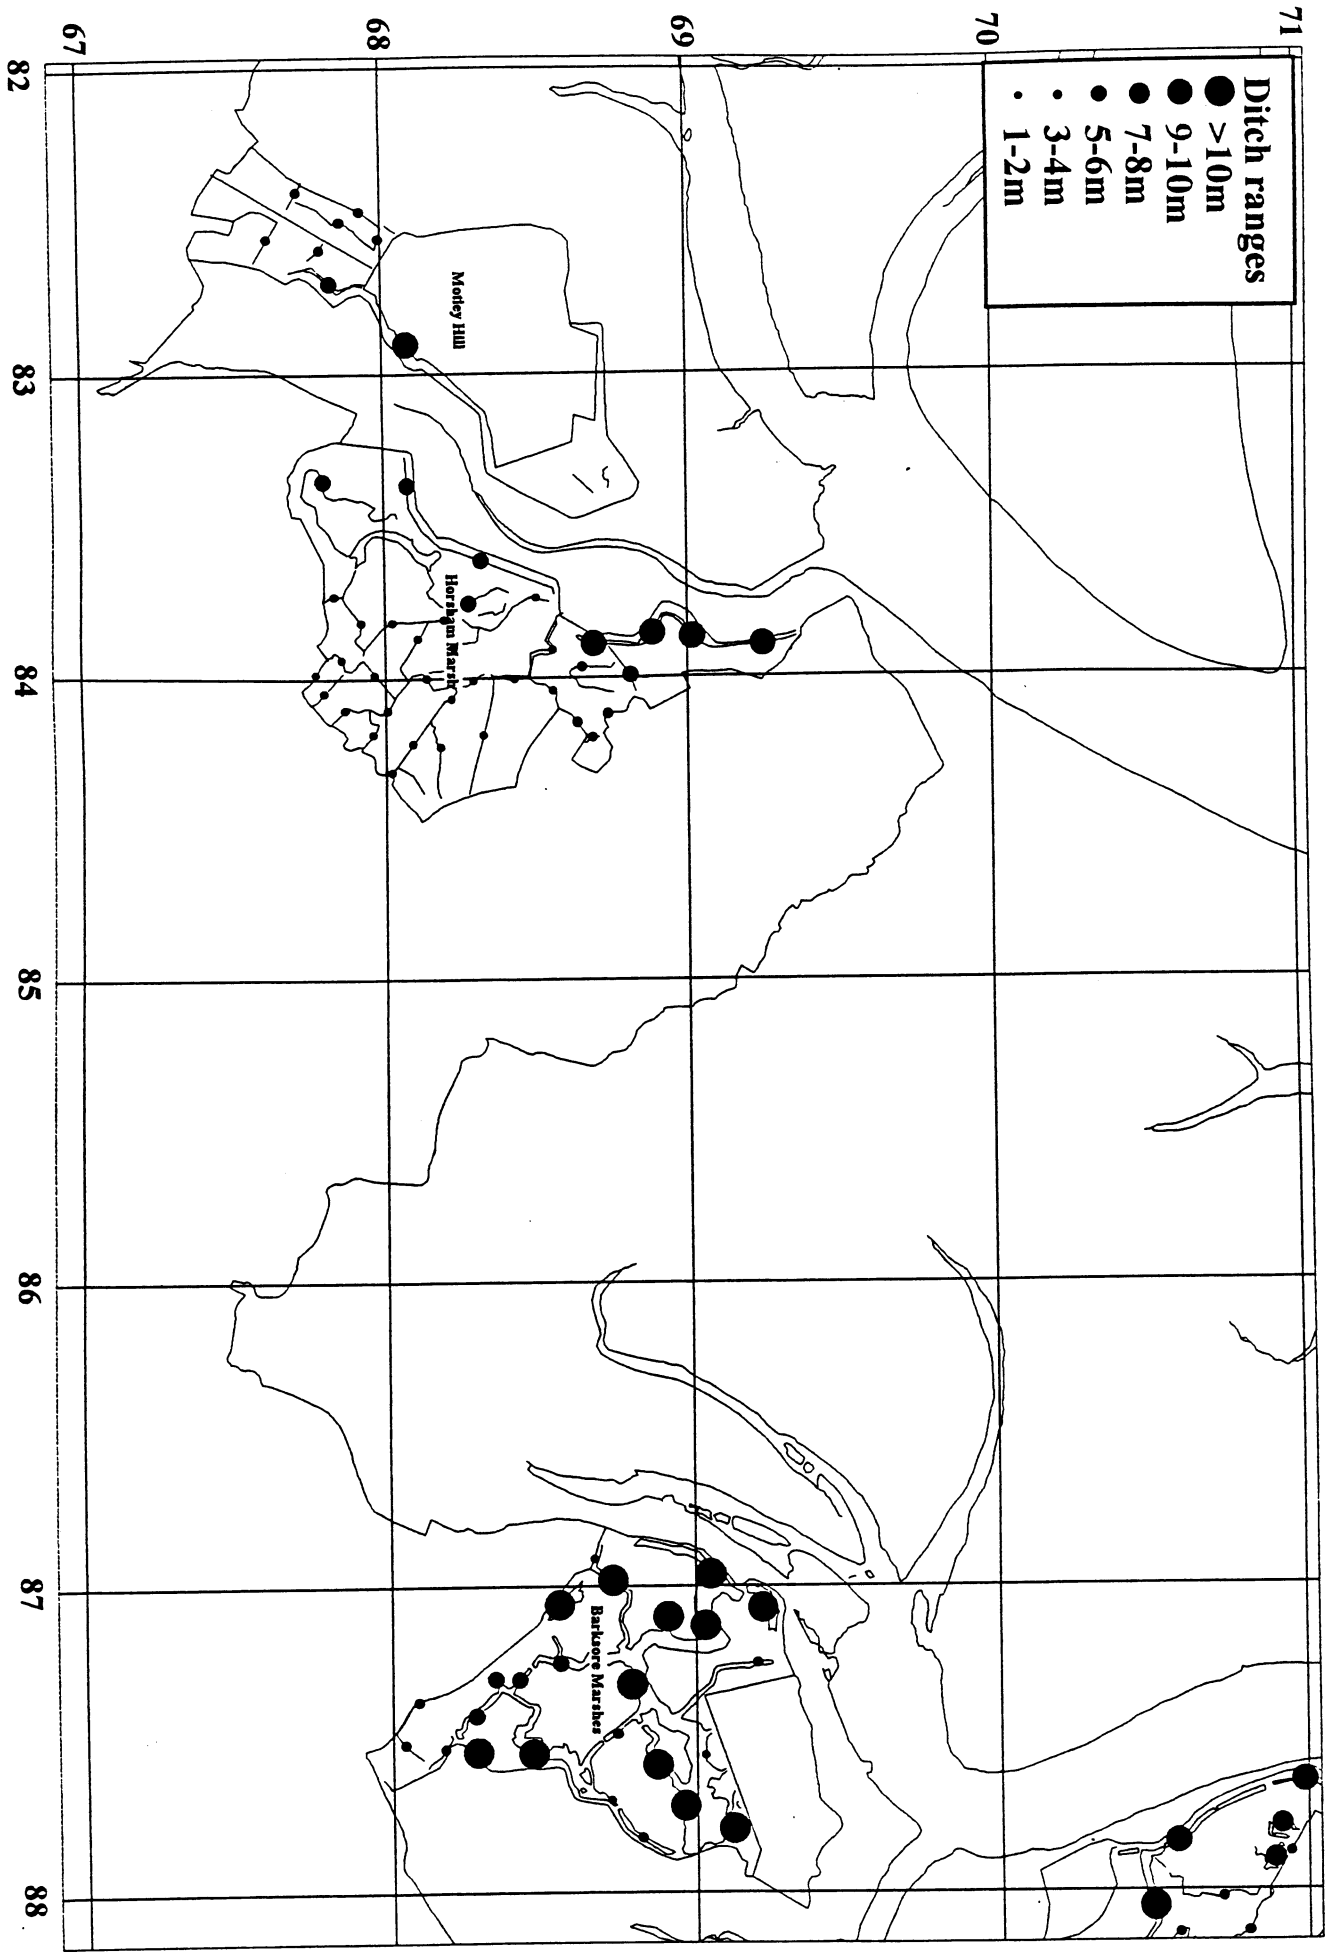 Ditch ranges
>10m
9-10m
7-8m
5-6m
3-4m
1-2m
71
70
69
68
67
82
83
84
85
86
87
88
Motley Hill
Horsham Marsh
Barksore Marshes